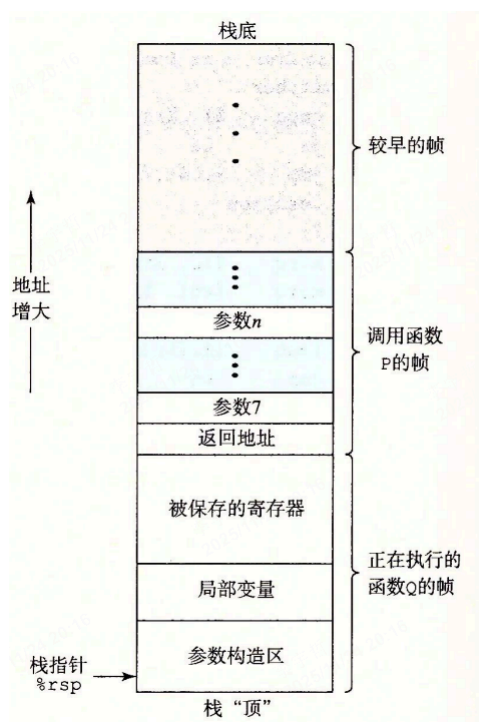 栈底
较早的帧
地址
增大
参数n
调用函数
P的帧
参数7
返回地址
被保存的寄存器
正在执行的
函数Q的帧
局部变量
参数构造区
栈指针
%rsp
栈“顶”